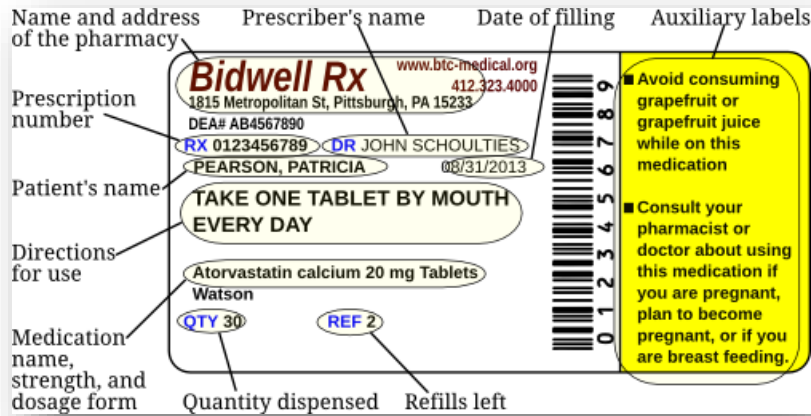 Name and address
of the pharmacy
Prescriber's name
Date of filling
Auxiliary labels
Bidwell Rx
www.btc-medical.org
412.323.4000
1815 Metropolitan St, Pittsburgh, PA 15233
DEA# AB4567890
Prescription
number
RX 0123456789
DR JOHN SCHOULTIES
Patient's name
PEARSON, PATRICIA
08/31/2013
TAKE ONE TABLET BY MOUTH
EVERY DAY
Directions
for use
Atorvastatin calcium 20 mg Tablets
Watson
Medication
name,
strength, and
dosage form
QTY 30
REF 2
Quantity dispensed
Refills left
0 1 2 3 4 5 6 7 8 9
Avoid consuming
grapefruit or
grapefruit juice
while on this
medication
Consult your
pharmacist or
doctor about using
this medication if
you are pregnant,
plan to become
pregnant, or if you
are breast feeding.